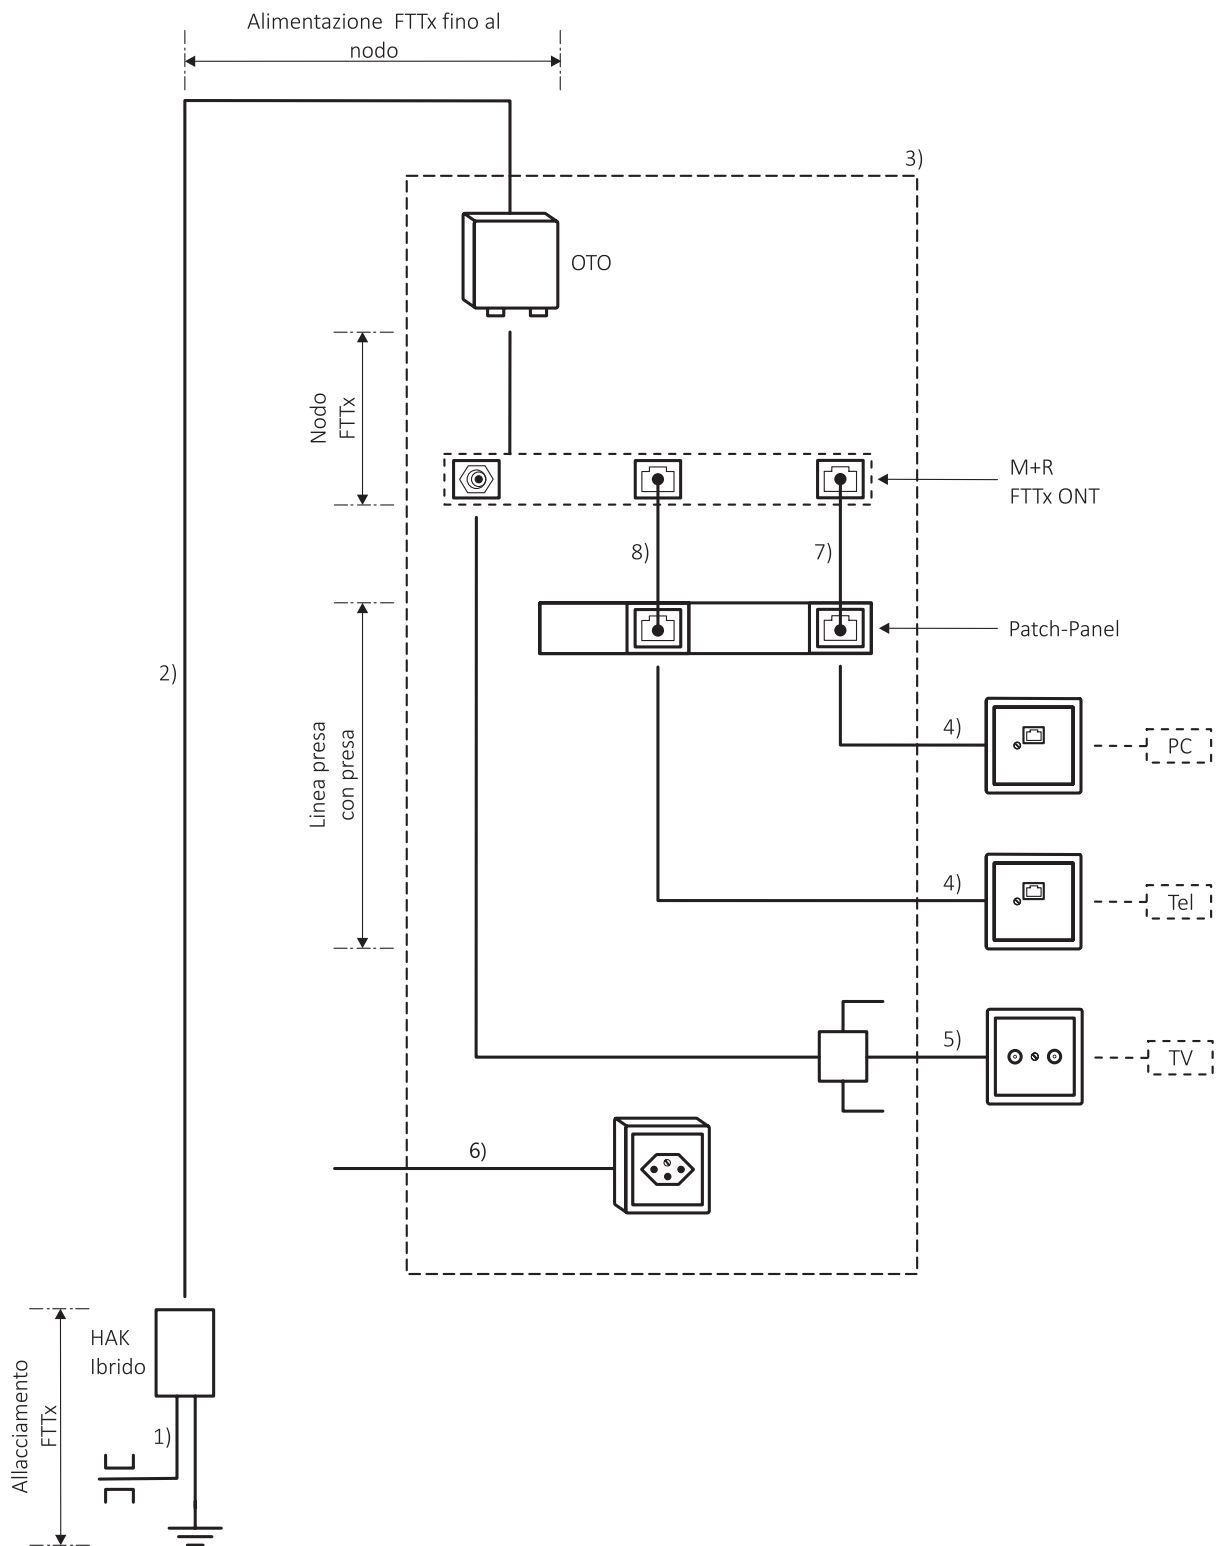 Alimentazione FTTx fino al
nodo
3)
OTO
Nodo
FTTx
M+R
FTTx ONT
8)
7)
Patch-Panel
2)
Linea presa
con presa
4)
PC
4)
Tel
5)
TV
6)
HAK
Ibrido
Allacciamento
FTTx
1)